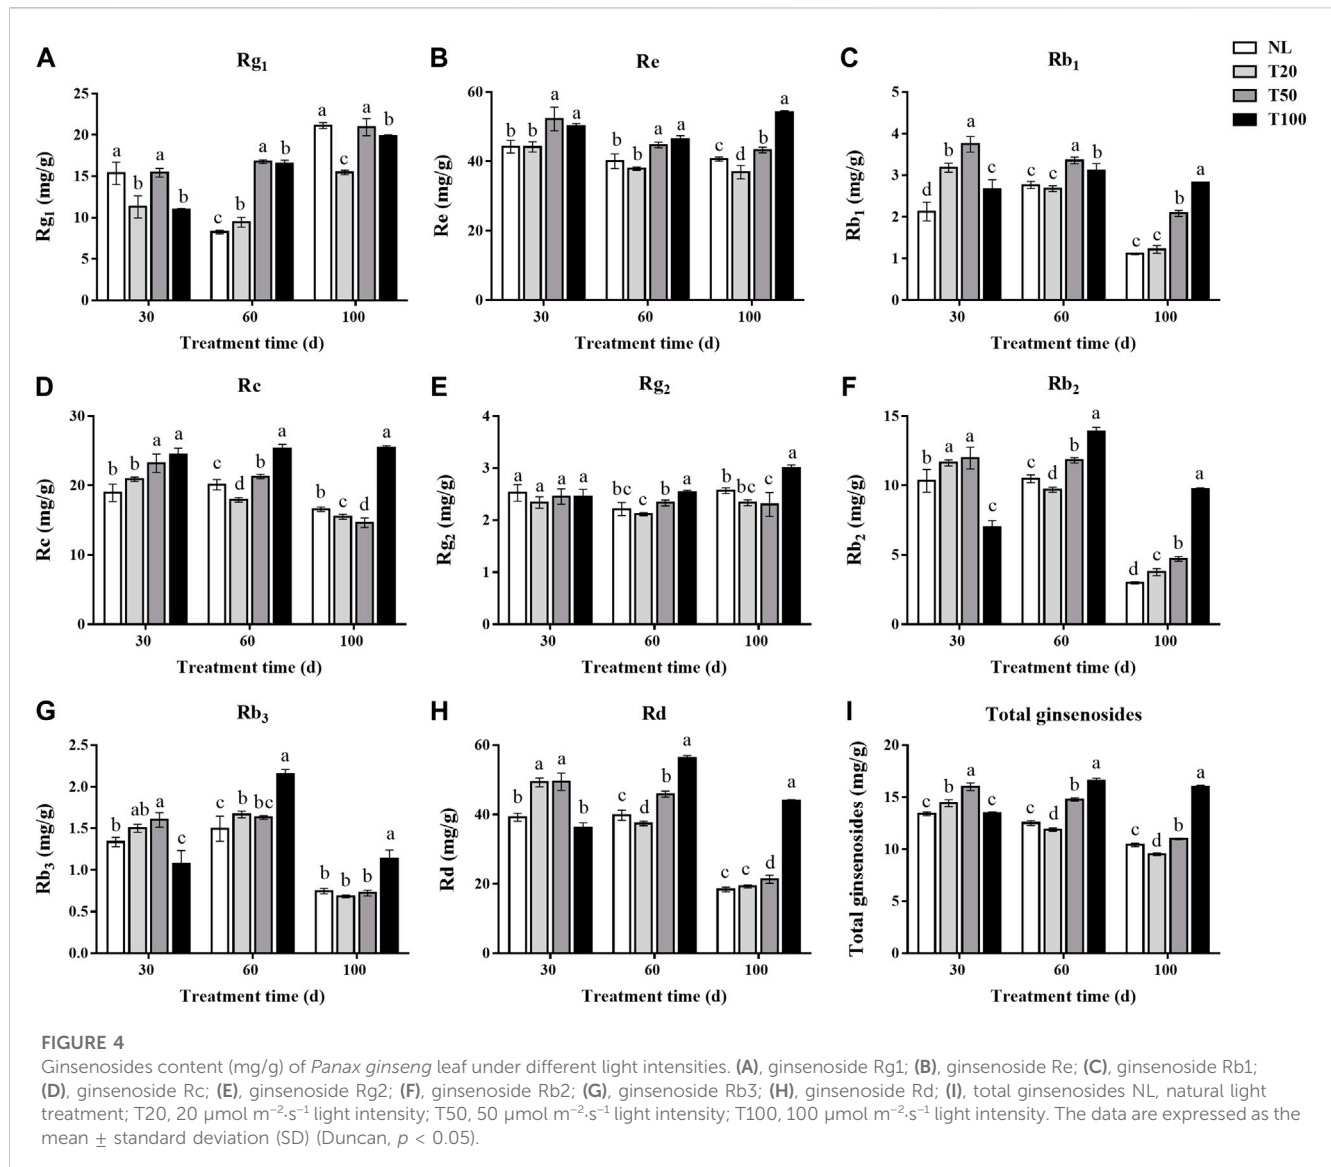 A
Rg₁
B
Re
C
Rb₁
NL
T20
T50
T100
Rg₁ (mg/g)
25
20
15
10
5
0
a b a b
c b a b
a c a b
30 60 100
Treatment time (d)
Re (mg/g)
60
40
20
0
b b a a
b b a a
c d b a
30 60 100
Treatment time (d)
Rb₁ (mg/g)
5
4
3
2
1
0
d b a c
c c a b
c c b a
30 60 100
Treatment time (d)
D
Rc
E
Rg₂
F
Rb₂
Rc (mg/g)
30
20
10
0
b b a a
c d b a
b c d a
30 60 100
Treatment time (d)
Rg₂ (mg/g)
4
3
2
1
0
a a a a
bc c b a
b bc c a
30 60 100
Treatment time (d)
Rb₂ (mg/g)
15
10
5
0
b a a c
c d b a
d c b a
30 60 100
Treatment time (d)
G
Rb₃
H
Rd
I
Total ginsenosides
Rb₃ (mg/g)
2.5
2.0
1.5
1.0
0.5
0.0
b ab a c
c b bc a
b b b a
30 60 100
Treatment time (d)
Rd (mg/g)
60
40
20
0
b a a b
c d b a
c c d a
30 60 100
Treatment time (d)
Total ginsenosides (mg/g)
20
15
10
5
0
c b a c
c d b a
c d b a
30 60 100
Treatment time (d)
FIGURE 4
Ginsenosides content (mg/g) of Panax ginseng leaf under different light intensities. (A), ginsenoside Rg1; (B), ginsenoside Re; (C), ginsenoside Rb1;
(D), ginsenoside Rc; (E), ginsenoside Rg2; (F), ginsenoside Rb2; (G), ginsenoside Rb3; (H), ginsenoside Rd; (I), total ginsenosides NL, natural light
treatment; T20, 20 μmol m⁻²·s⁻¹ light intensity; T50, 50 μmol m⁻²·s⁻¹ light intensity; T100, 100 μmol m⁻²·s⁻¹ light intensity. The data are expressed as the
mean ± standard deviation (SD) (Duncan, p < 0.05).